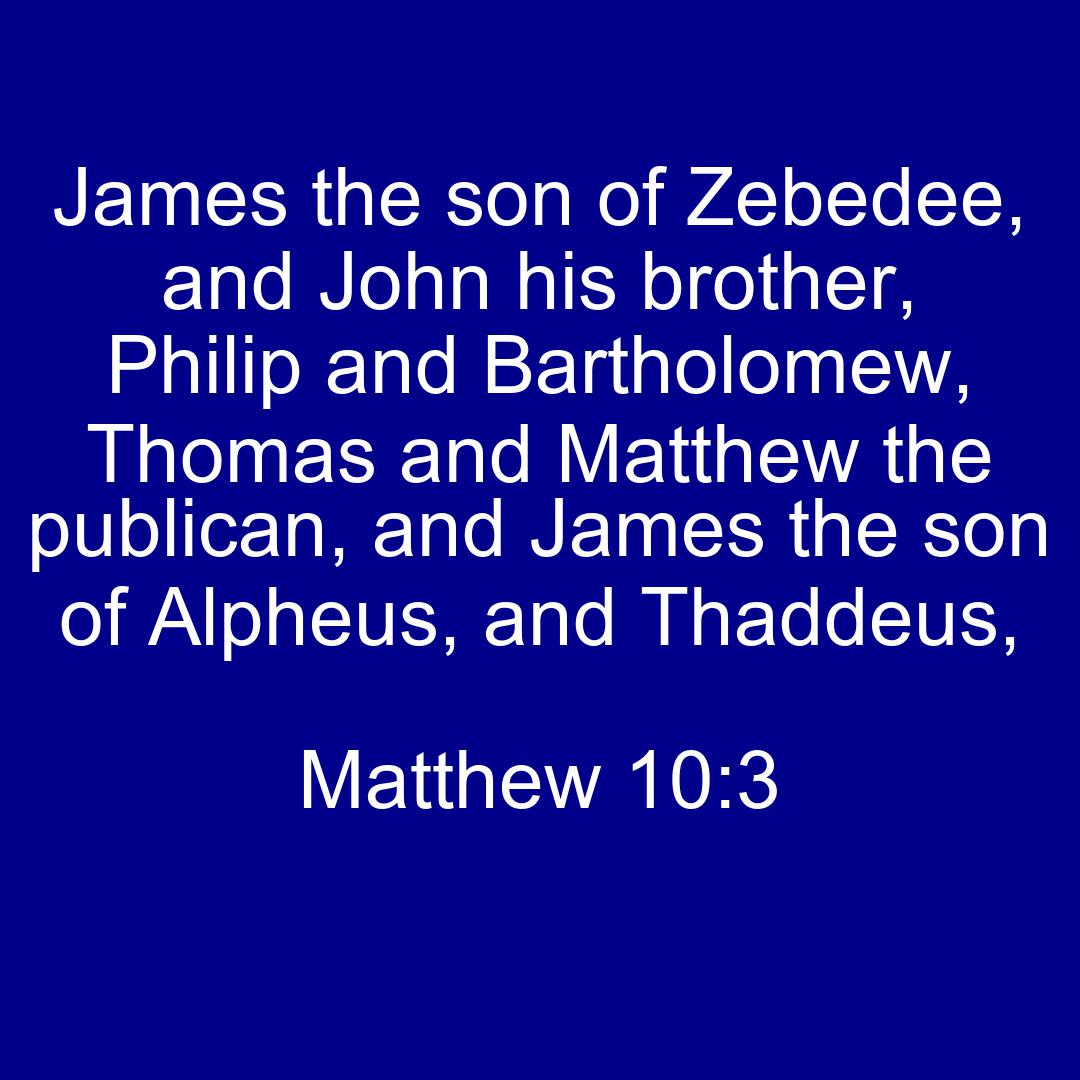 James the son of Zebedee,
and John his brother,
Philip and Bartholomew,
Thomas and Matthew the
publican, and James the son
of Alpheus, and Thaddeus,
Matthew 10:3